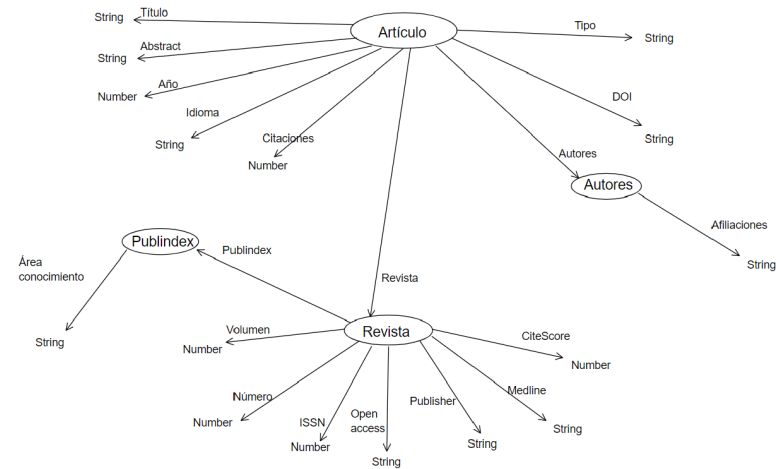 String
Título
Artículo
Tipo
String
String
Abstract
Number
Año
Idioma
String
Citaciones
Number
DOI
String
Autores
Autores
Afiliaciones
String
Publindex
Publindex
Área
conocimiento
String
Revista
Revista
Volumen
Number
CiteScore
Number
Número
Number
ISSN
Number
Open
access
String
Publisher
String
Medline
String